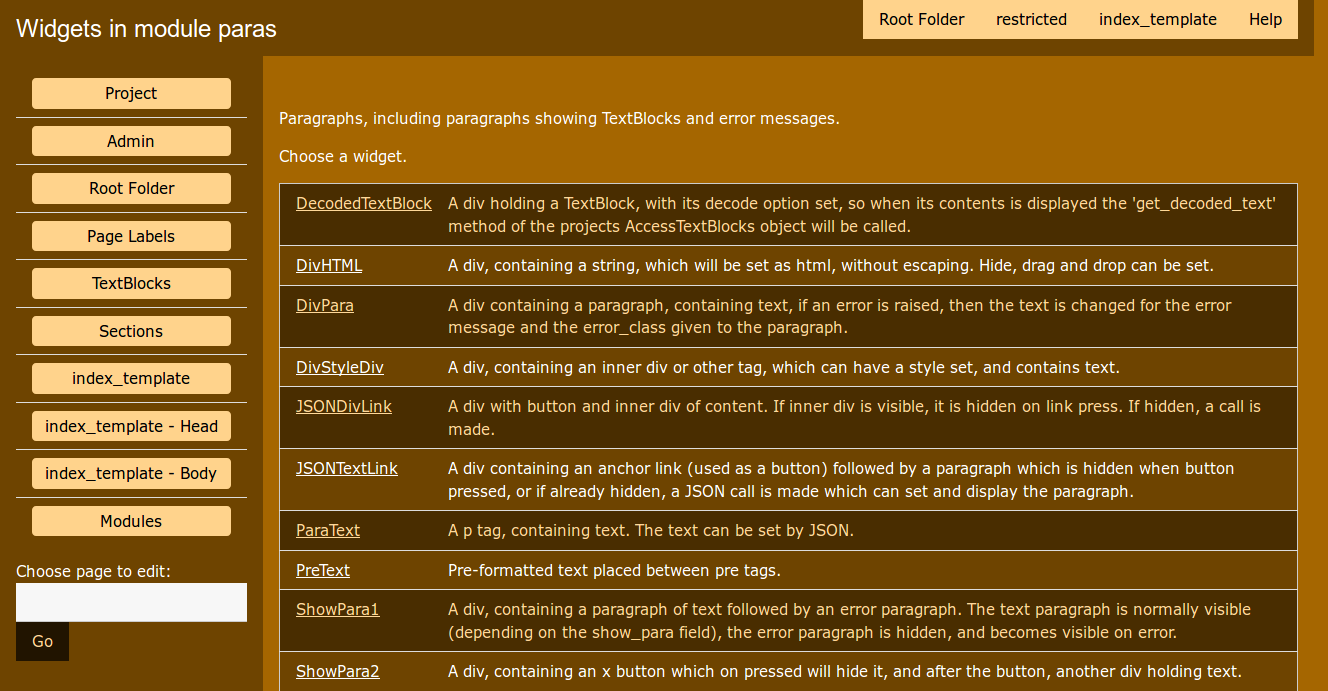 Widgets in module paras
Root Folder restricted index_template Help
Project
Admin
Root Folder
Page Labels
TextBlocks
Sections
index_template
index_template - Head
index_template - Body
Modules
Choose page to edit:
Go
Paragraphs, including paragraphs showing TextBlocks and error messages.
Choose a widget.
DecodedTextBlock A div holding a TextBlock, with its decode option set, so when its contents is displayed the 'get_decoded_text'
method of the projects AccessTextBlocks object will be called.
DivHTML A div, containing a string, which will be set as html, without escaping. Hide, drag and drop can be set.
DivPara A div containing a paragraph, containing text, if an error is raised, then the text is changed for the error
message and the error_class given to the paragraph.
DivStyleDiv A div, containing an inner div or other tag, which can have a style set, and contains text.
JSONDivLink A div with button and inner div of content. If inner div is visible, it is hidden on link press. If hidden, a call is
made.
JSONTextLink A div containing an anchor link (used as a button) followed by a paragraph which is hidden when button
pressed, or if already hidden, a JSON call is made which can set and display the paragraph.
ParaText A p tag, containing text. The text can be set by JSON.
PreText Pre-formatted text placed between pre tags.
ShowPara1 A div, containing a paragraph of text followed by an error paragraph. The text paragraph is normally visible
(depending on the show_para field), the error paragraph is hidden, and becomes visible on error.
ShowPara2 A div, containing an x button which on pressed will hide it, and after the button, another div holding text.